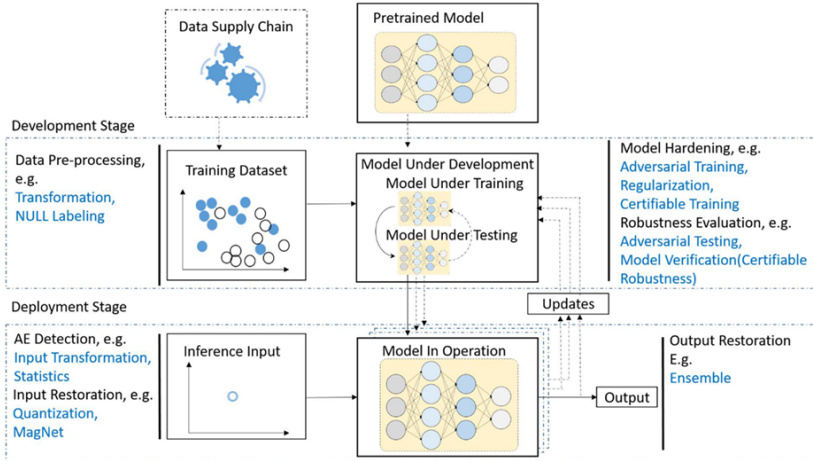 Data Supply Chain
Pretrained Model
Development Stage
Data Pre-processing,
e.g.
Transformation,
NULL Labeling
Training Dataset
Model Under Development
Model Under Training
Model Under Testing
Model Hardening, e.g.
Adversarial Training,
Regularization,
Certifiable Training
Robustness Evaluation, e.g.
Adversarial Testing,
Model Verification(Certifiable
Robustness)
Updates
Deployment Stage
AE Detection, e.g.
Input Transformation,
Statistics
Input Restoration, e.g.
Quantization,
MagNet
Inference Input
Model In Operation
Output
Output Restoration
E.g.
Ensemble